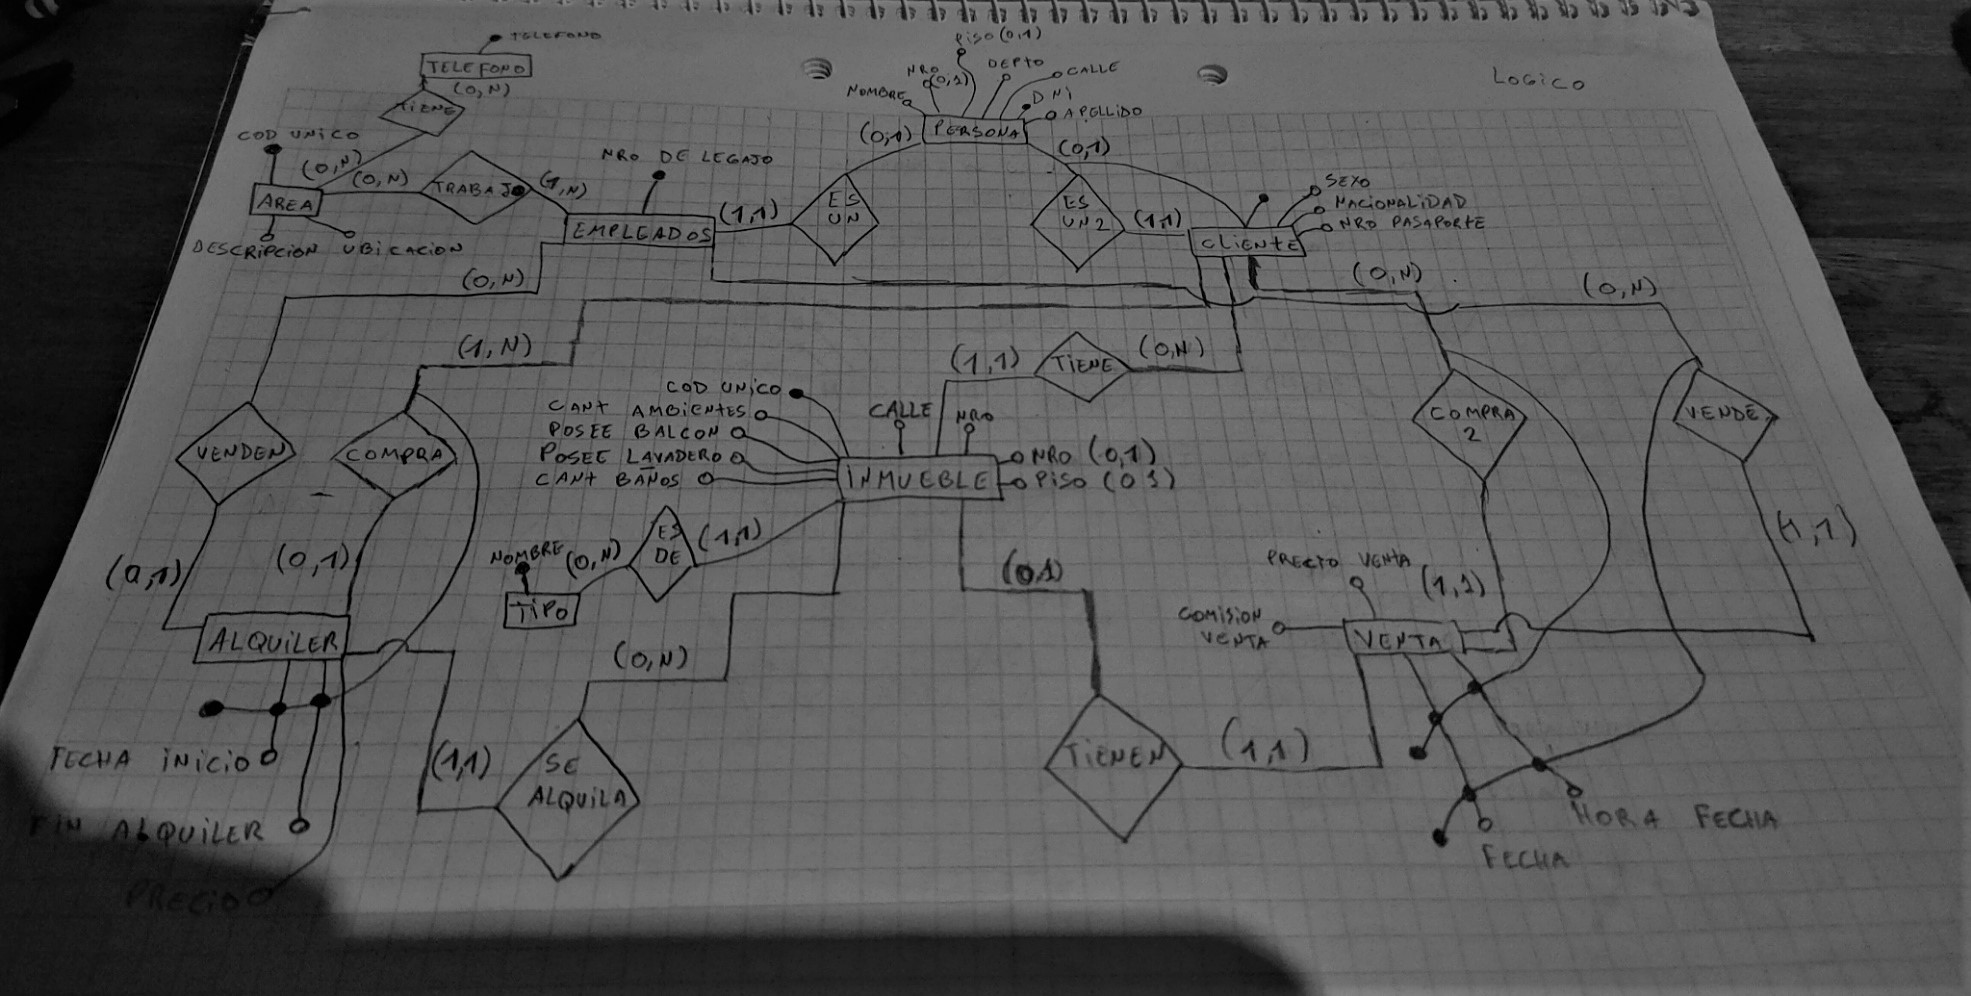 TELEFONO
TELEFONO
(0,N)
TIENE
PISO (0,1)
NRO
(0,1)
DEPTO
CALLE
NOMBRE
DNI
APELLIDO
PERSONA
(0,1)
(0,1)
LOGICO
COD UNICO
(0,N)
(0,N)
TRABAJO
(1,N)
NRO DE LEGAJO
AREA
DESCRIPCION
UBICACION
EMPLEADOS
(1,1)
ES
UN
ES
UN2
(1,1)
CLIENTE
SEXO
NACIONALIDAD
NRO PASAPORTE
(0,N)
(0,N)
(0,N)
(1,N)
(1,1)
TIENE
(0,N)
COD UNICO
CANT AMBIENTES
POSEE BALCON
POSEE LAVADERO
CANT BAÑOS
CALLE
NRO
INMUEBLE
NRO (0,1)
PISO (0 1)
VENDEN
COMPRA
COMPRA
2
VENDE
(0,1)
(0,1)
NOMBRE
(0,N)
ES
DE
(1,1)
TIPO
(0,1)
PRECIO VENTA
(1,1)
(1,1)
COMISION
VENTA
VENTA
ALQUILER
(0,N)
FECHA INICIO
(1,1)
SE
ALQUILA
TIENEN
(1,1)
FIN ALQUILER
HORA FECHA
FECHA
PRECIO